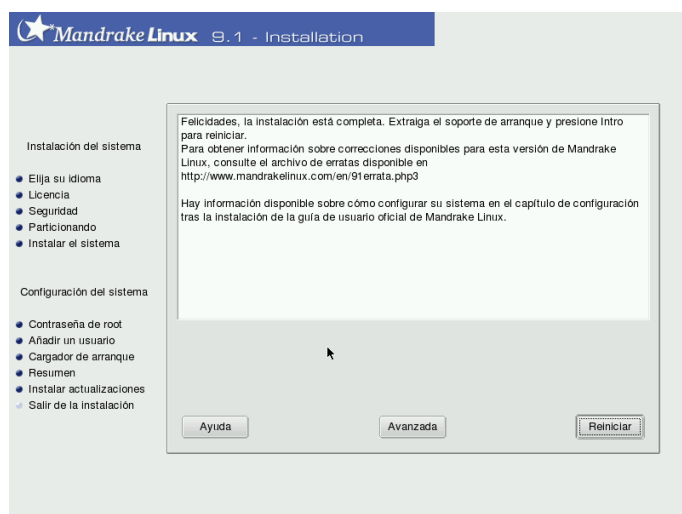 Mandrake Linux 9.1 - Installation
Instalación del sistema
Elija su idioma
Licencia
Seguridad
Particionando
Instalar el sistema
Configuración del sistema
Contraseña de root
Añadir un usuario
Cargador de arranque
Resumen
Instalar actualizaciones
Salir de la instalación
Felicidades, la instalación está completa. Extraiga el soporte de arranque y presione Intro
para reiniciar.
Para obtener información sobre correcciones disponibles para esta versión de Mandrake
Linux, consulte el archivo de erratas disponible en
http://www.mandrakelinux.com/en/91errata.php3
Hay información disponible sobre cómo configurar su sistema en el capítulo de configuración
tras la instalación de la guía de usuario oficial de Mandrake Linux.
Ayuda
Avanzada
Reiniciar